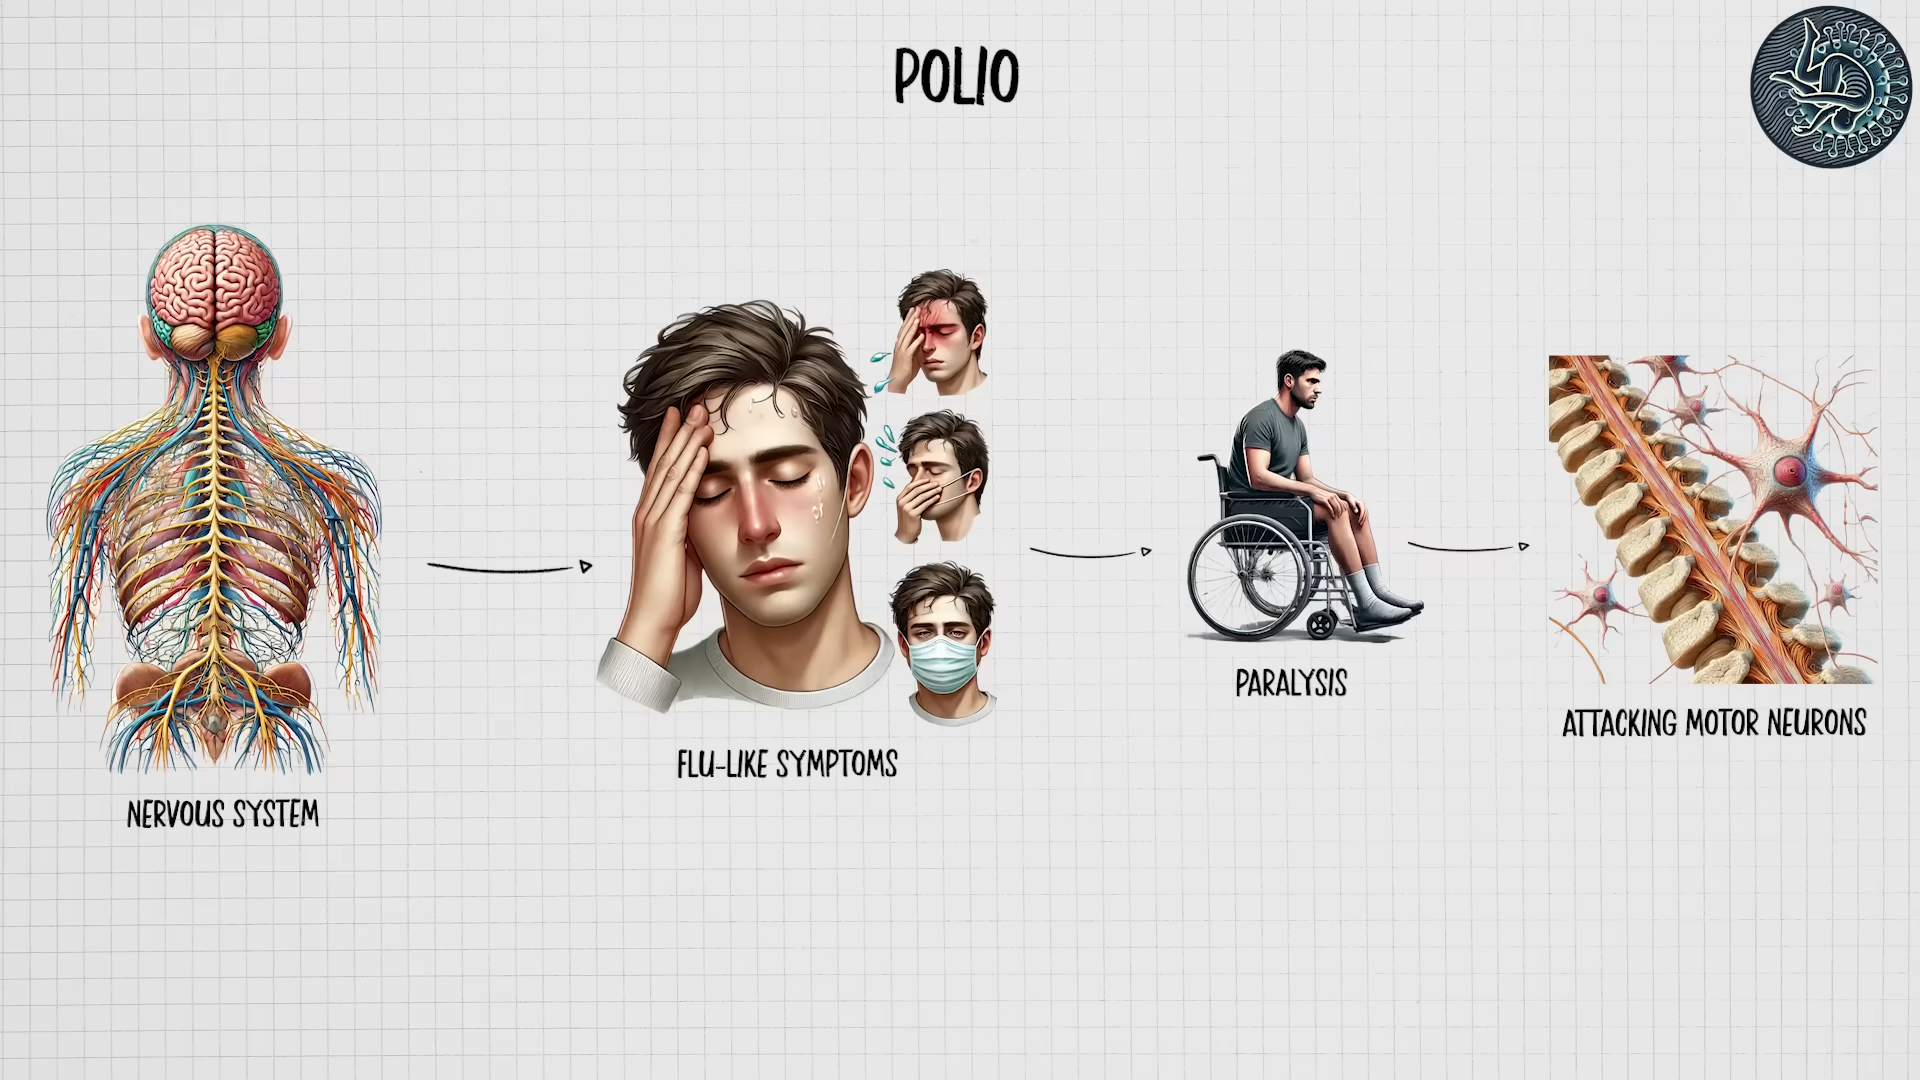 POLIO
NERVOUS SYSTEM
FLU-LIKE SYMPTOMS
PARALYSIS
ATTACKING MOTOR NEURONS